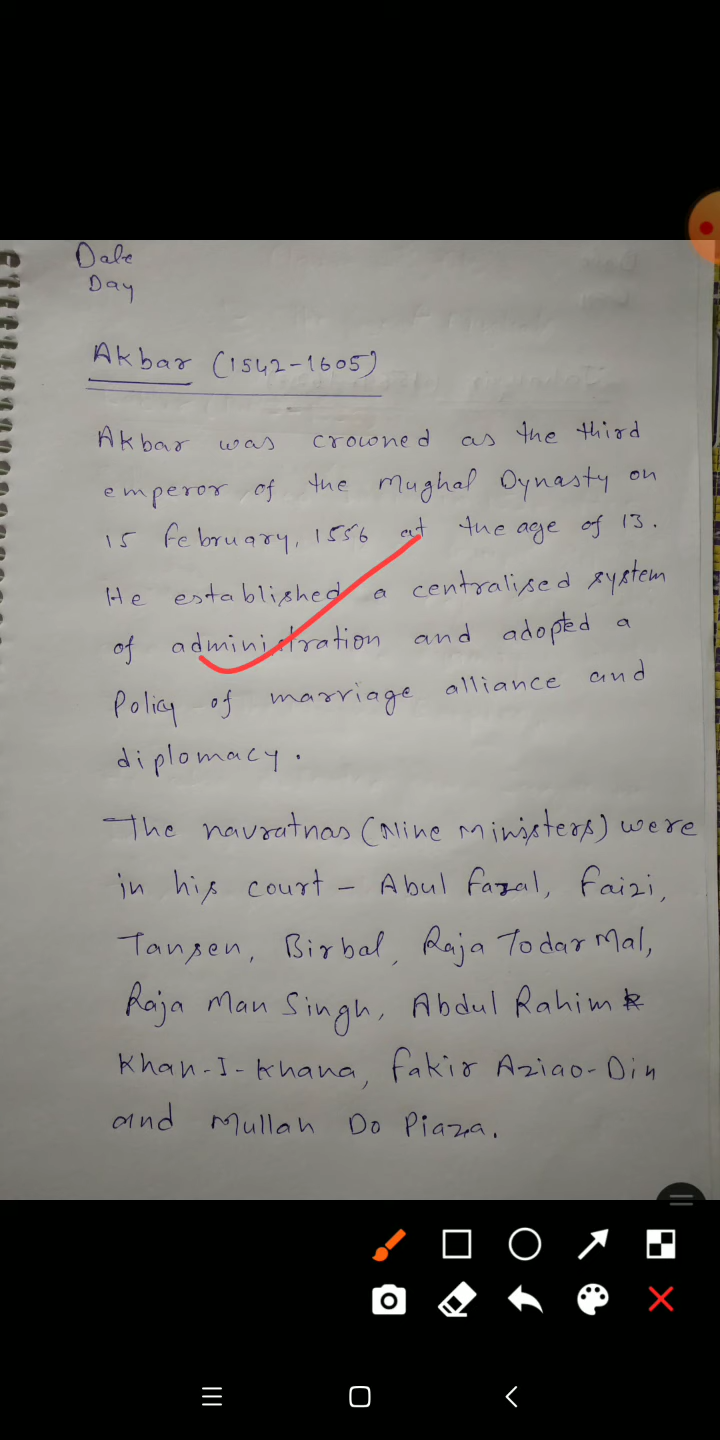 Date
Day
Akbar (1542-1605)
Akbar was crowned as the third
emperor of the Mughal Dynasty on
15 February, 1556 at the age of 13.
He established a centralised system
of administration and adopted a
Policy of marriage alliance and
diplomacy.
The navratnas (Nine Ministers) were
in his court - Abul Fazal, Faizi,
Tansen, Birbal, Raja Todar Mal,
Raja Man Singh, Abdul Rahim
Khan-I-Khana, Fakir Aziao-Din
and Mullah Do Piaza.